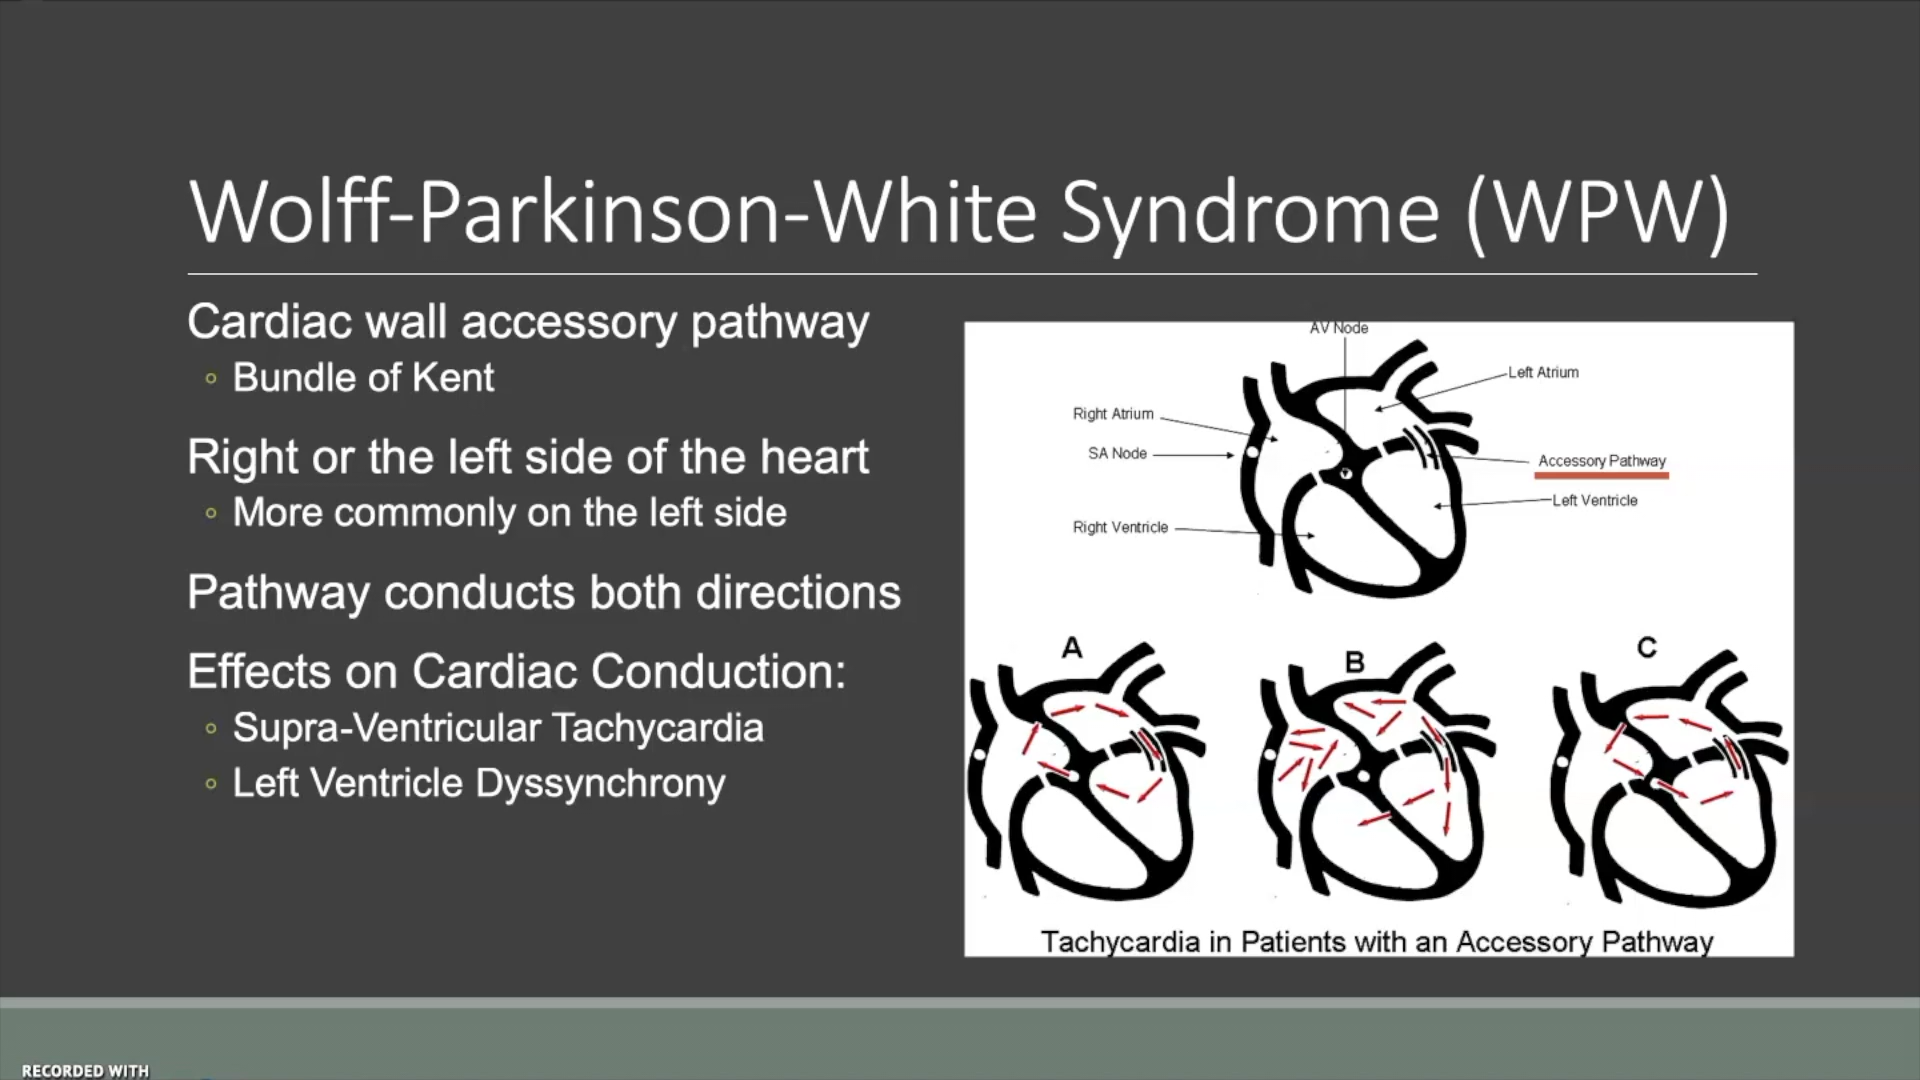 Wolff-Parkinson-White Syndrome (WPW)
Cardiac wall accessory pathway
◦ Bundle of Kent
Right or the left side of the heart
◦ More commonly on the left side
Pathway conducts both directions
Effects on Cardiac Conduction:
◦ Supra-Ventricular Tachycardia
◦ Left Ventricle Dyssynchrony
AV Node
Left Atrium
Right Atrium
SA Node
Accessory Pathway
Left Ventricle
Right Ventricle
A
B
C
Tachycardia in Patients with an Accessory Pathway
RECORDED WITH